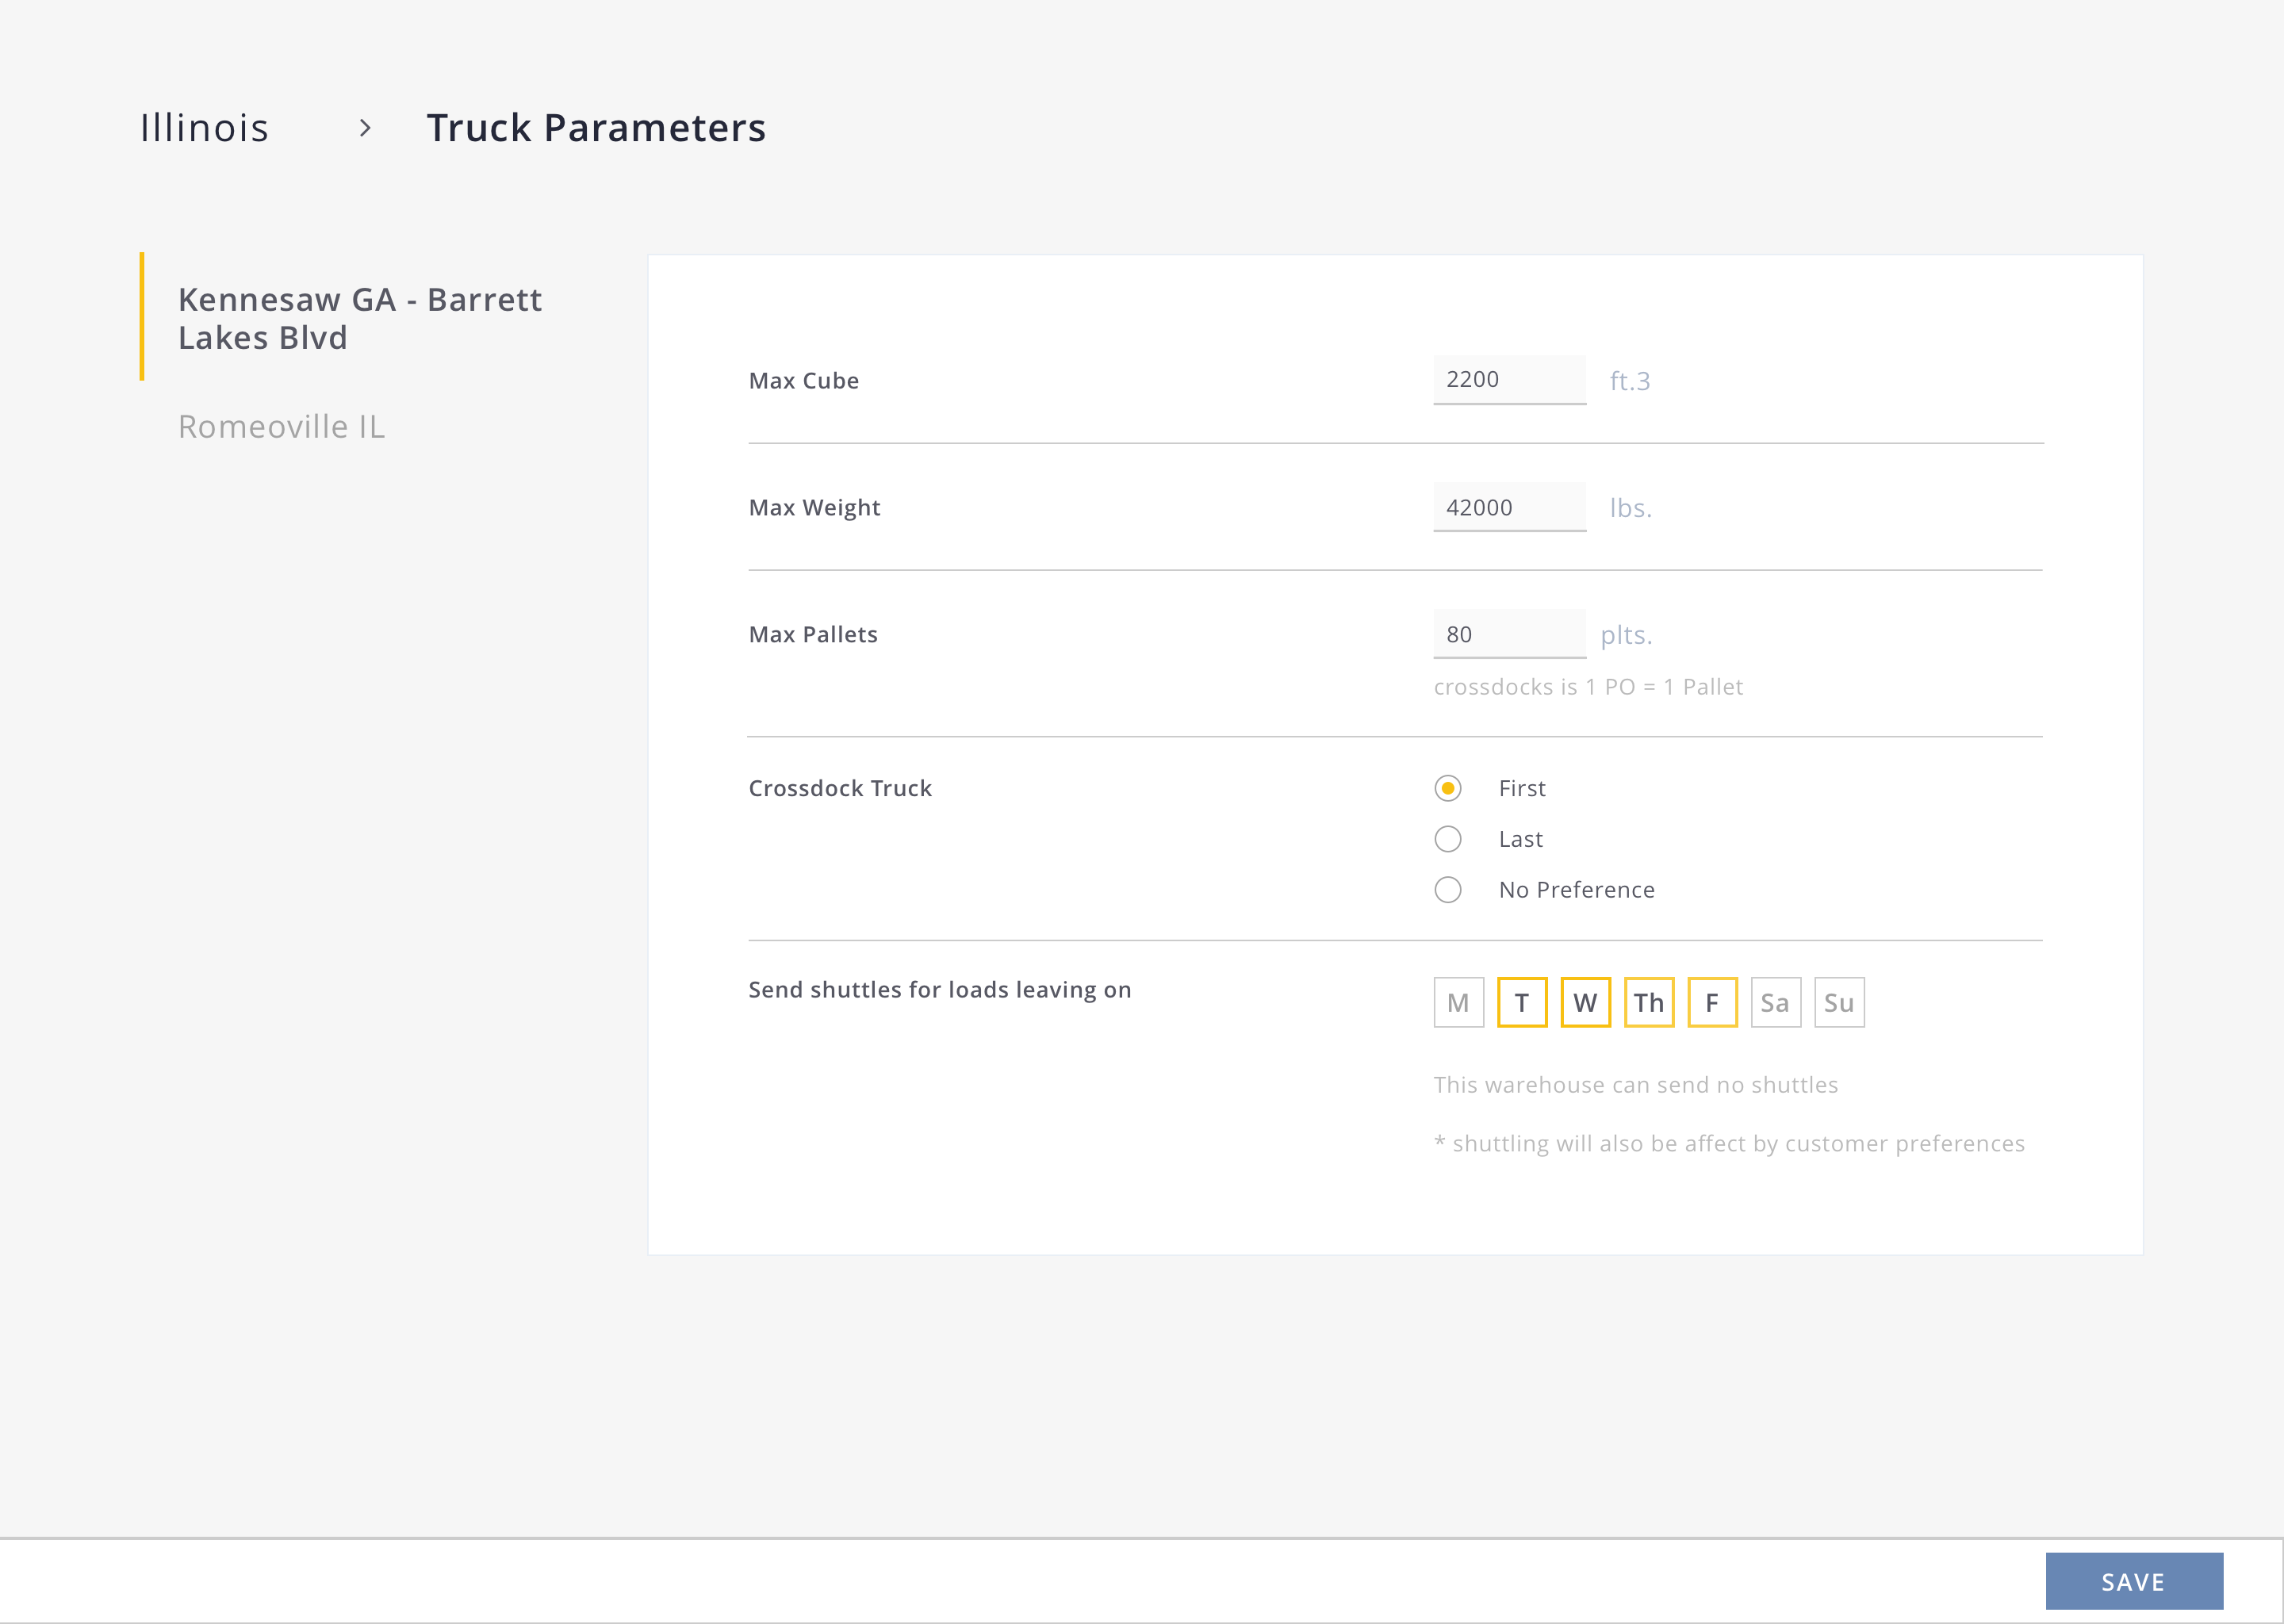 Illinois > Truck Parameters
Kennesaw GA - Barrett
Lakes Blvd
Romeoville IL
Max Cube 2200 ft.3
Max Weight 42000 lbs.
Max Pallets 80 plts.
crossdocks is 1 PO = 1 Pallet
Crossdock Truck First
Last
No Preference
Send shuttles for loads leaving on M T W Th F Sa Su
This warehouse can send no shuttles
* shuttling will also be affect by customer preferences
SAVE